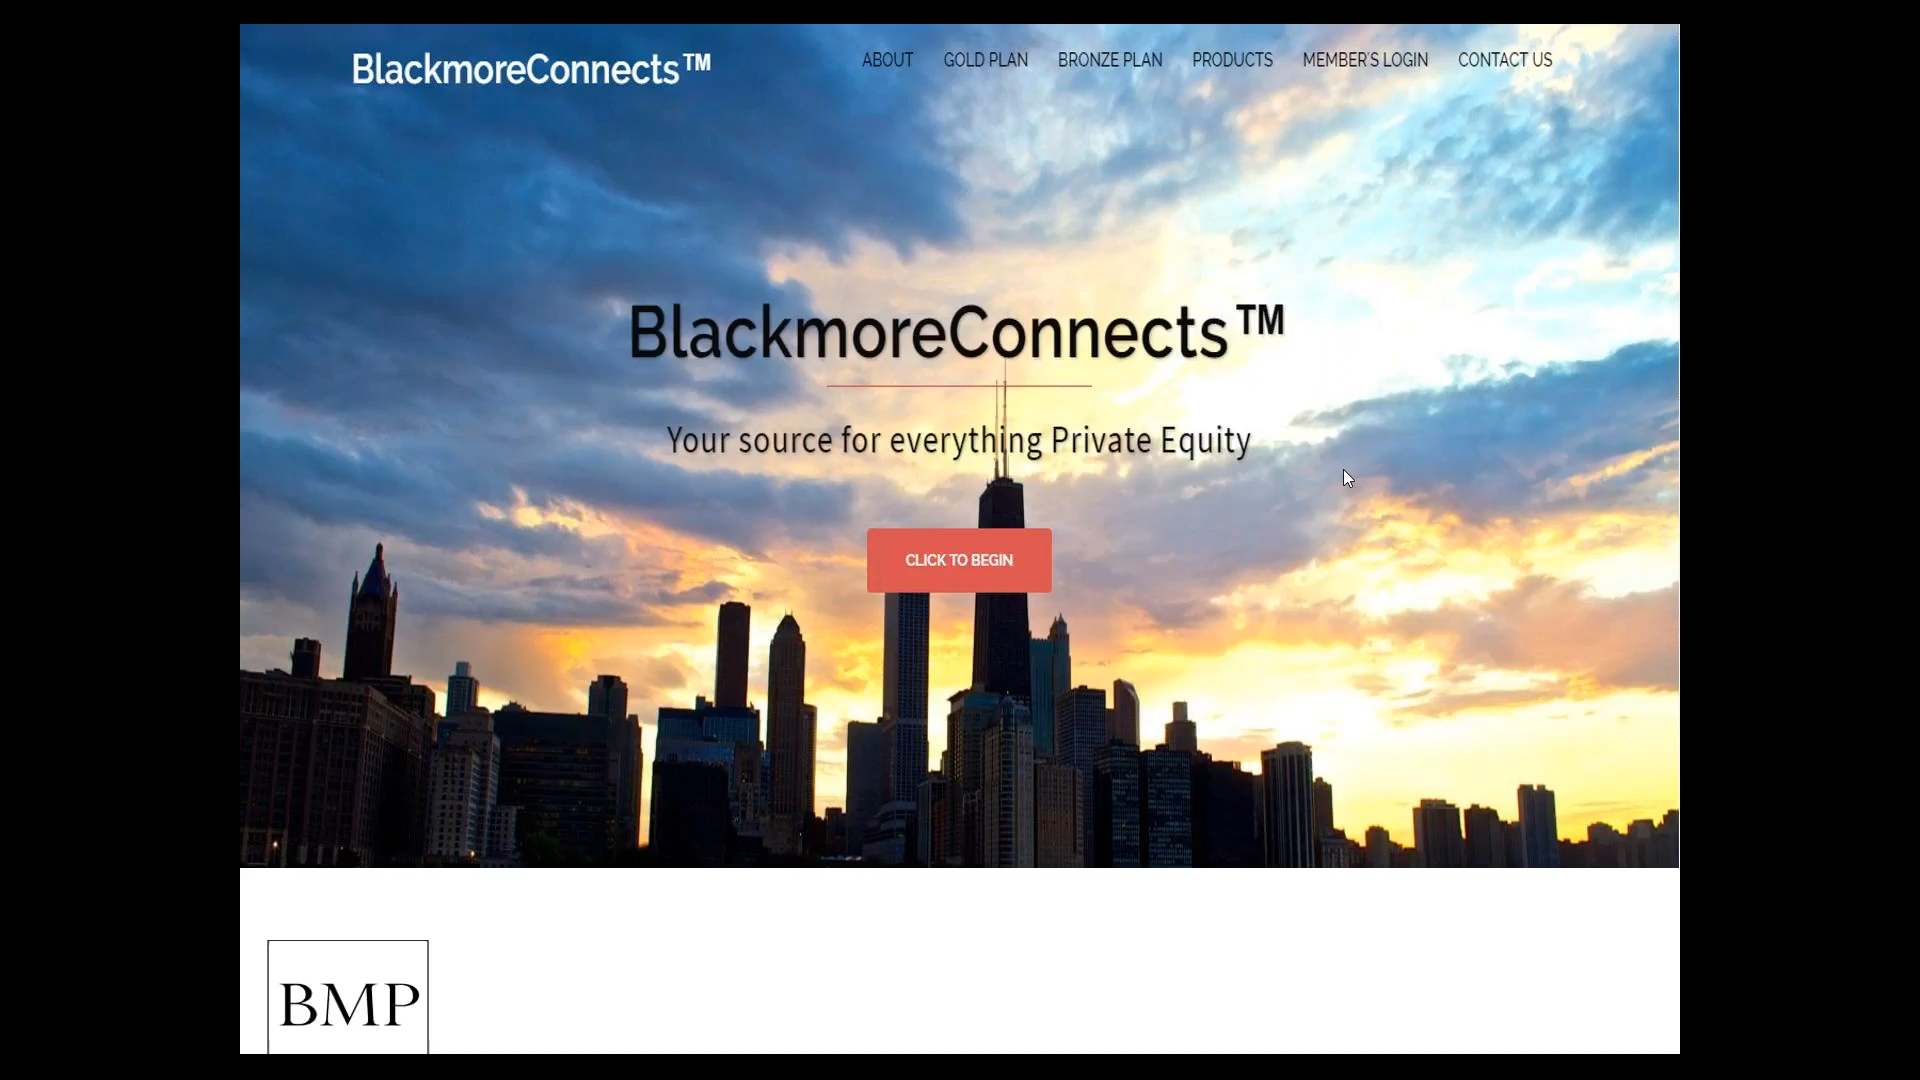 BlackmoreConnects™
ABOUT GOLD PLAN BRONZE PLAN PRODUCTS MEMBER'S LOGIN CONTACT US
BlackmoreConnects™
Your source for everything Private Equity
CLICK TO BEGIN
BMP